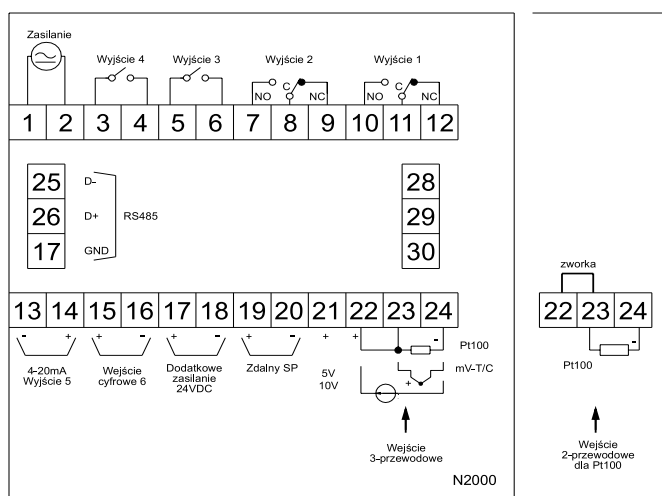 Zasilanie
Wyjście 4
Wyjście 3
Wyjście 2
Wyjście 1
NO C NC
NO C NC
1 2 3 4 5 6 7 8 9 10 11 12
25 D-
26 D+ RS485
17 GND
28
29
30
13 14 15 16 17 18 19 20 21 22 23 24
- + + - + - + - + + -
4-20mA
Wyjście 5
Wejście
cyfrowe 6
Dodatkowe
zasilanie
24VDC
Zdalny SP
5V
10V
Pt100
mV-T/C
+ -
Wejście
3-przewodowe
N2000
zworka
22 23 24
-
Pt100
Wejście
2-przewodowe
dla Pt100